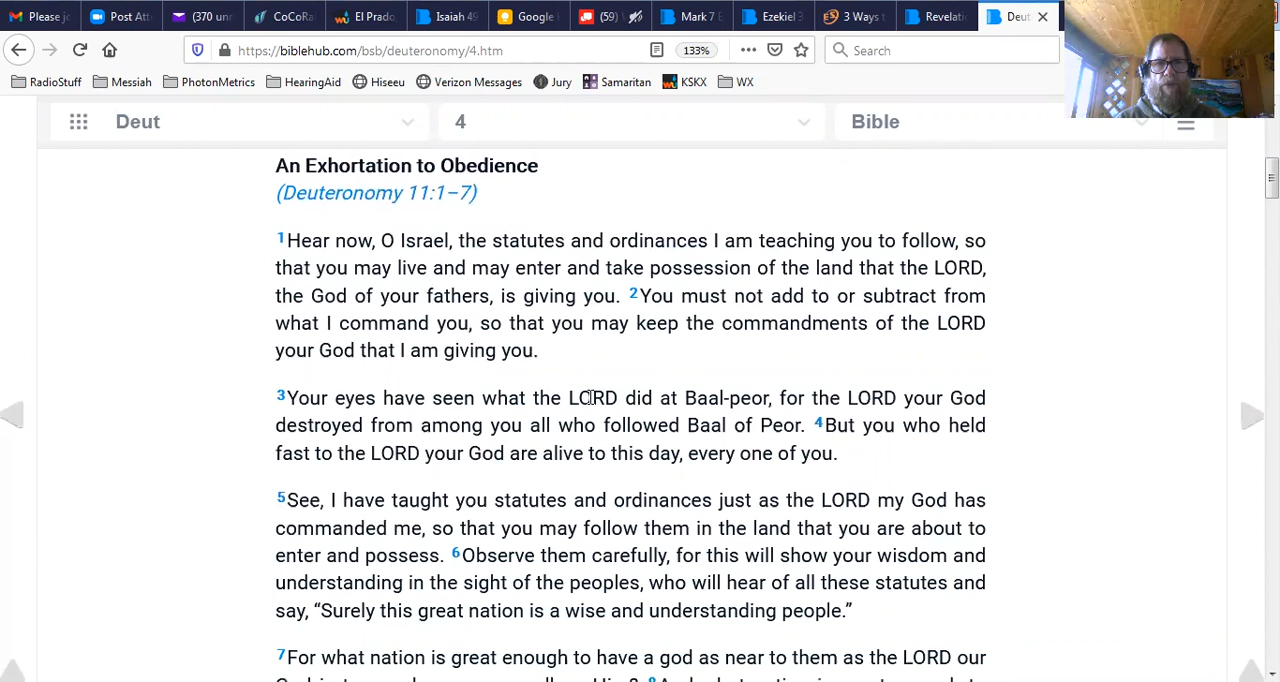 Please jo
Post Atte
(370 unr
CoCoRa
El Prado,
Isaiah 49
Google
(59)
Mark 7 E
Ezekiel 3
3 Ways t
Revelati
Deut
https://biblehub.com/bsb/deuteronomy/4.htm
133%
Search
RadioStuff
Messiah
PhotonMetrics
HearingAid
Hiseeu
Verizon Messages
Jury
Samaritan
KSKX
WX
Deut
4
Bible
An Exhortation to Obedience
(Deuteronomy 11:1–7)
1Hear now, O Israel, the statutes and ordinances I am teaching you to follow, so
that you may live and may enter and take possession of the land that the LORD,
the God of your fathers, is giving you. 2You must not add to or subtract from
what I command you, so that you may keep the commandments of the LORD
your God that I am giving you.
3Your eyes have seen what the LORD did at Baal-peor, for the LORD your God
destroyed from among you all who followed Baal of Peor. 4But you who held
fast to the LORD your God are alive to this day, every one of you.
5See, I have taught you statutes and ordinances just as the LORD my God has
commanded me, so that you may follow them in the land that you are about to
enter and possess. 6Observe them carefully, for this will show your wisdom and
understanding in the sight of the peoples, who will hear of all these statutes and
say, “Surely this great nation is a wise and understanding people.”
7For what nation is great enough to have a god as near to them as the LORD our